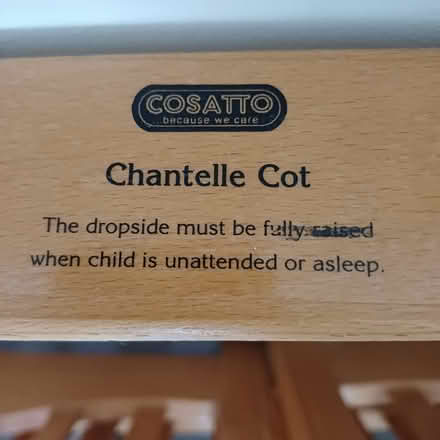 COSATTO
...because we care
Chantelle Cot
The dropside must be fully raised
when child is unattended or asleep.